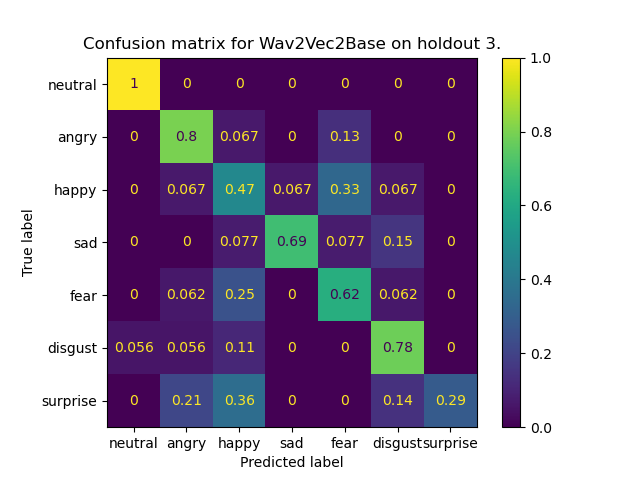 Confusion matrix for Wav2Vec2Base on holdout 3.
True label
neutral 1 0 0 0 0 0 0
angry 0 0.8 0.067 0 0.13 0 0
happy 0 0.067 0.47 0.067 0.33 0.067 0
sad 0 0 0.077 0.69 0.077 0.15 0
fear 0 0.062 0.25 0 0.62 0.062 0
disgust 0.056 0.056 0.11 0 0 0.78 0
surprise 0 0.21 0.36 0 0 0.14 0.29
neutral angry happy sad fear disgust surprise
Predicted label
1.0
0.8
0.6
0.4
0.2
0.0